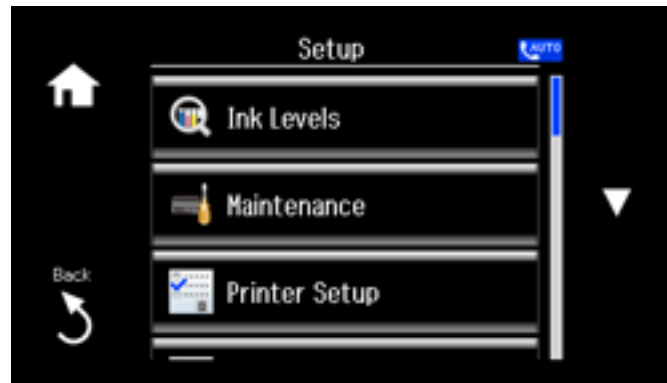 Setup
AUTO
Ink Levels
Maintenance
Printer Setup
Back